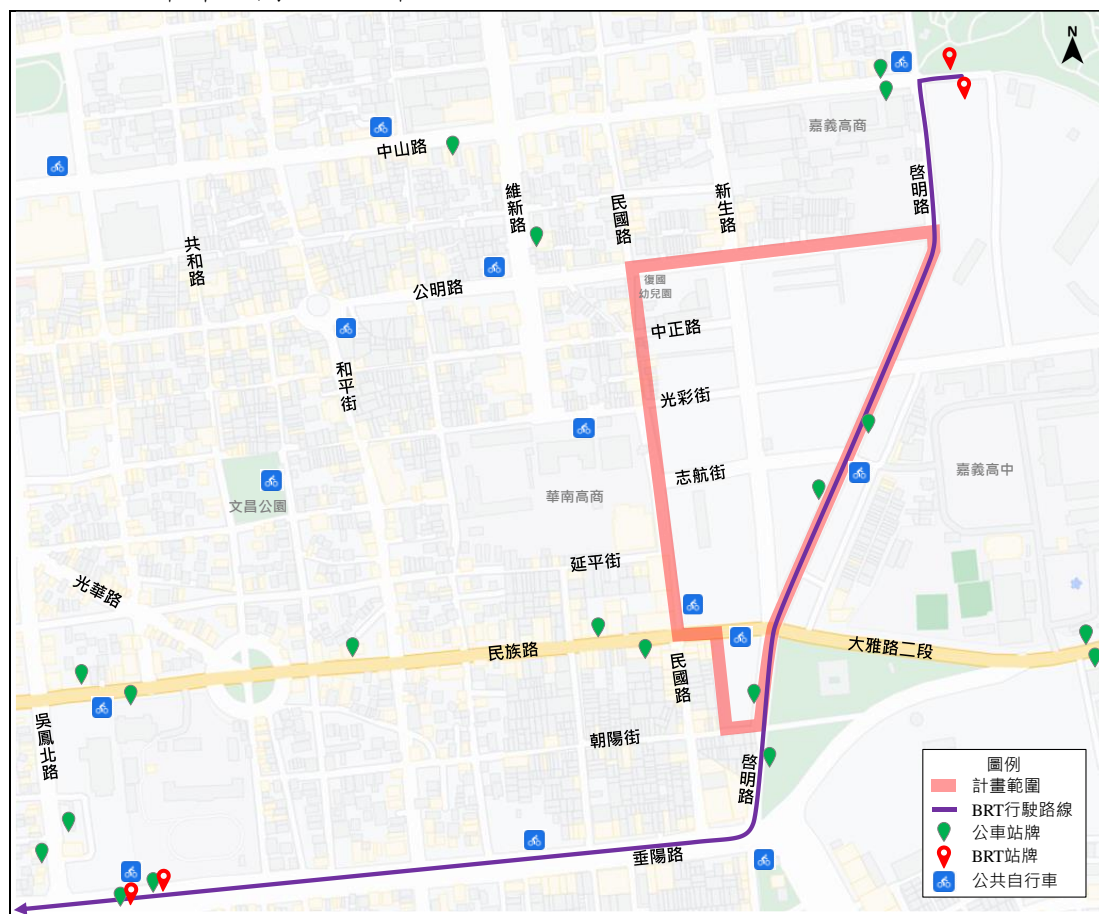 N
嘉義高商
中山路
啓明路
維新路
民國路
新生路
共和路
公明路
復國
幼兒園
中正路
和平街
光彩街
志航街
嘉義高中
華南高商
文昌公園
延平街
光華路
民族路
大雅路二段
民國路
吳鳳北路
朝陽街
啓明路
垂陽路
圖例
計畫範圍
BRT行駛路線
公車站牌
BRT站牌
公共自行車